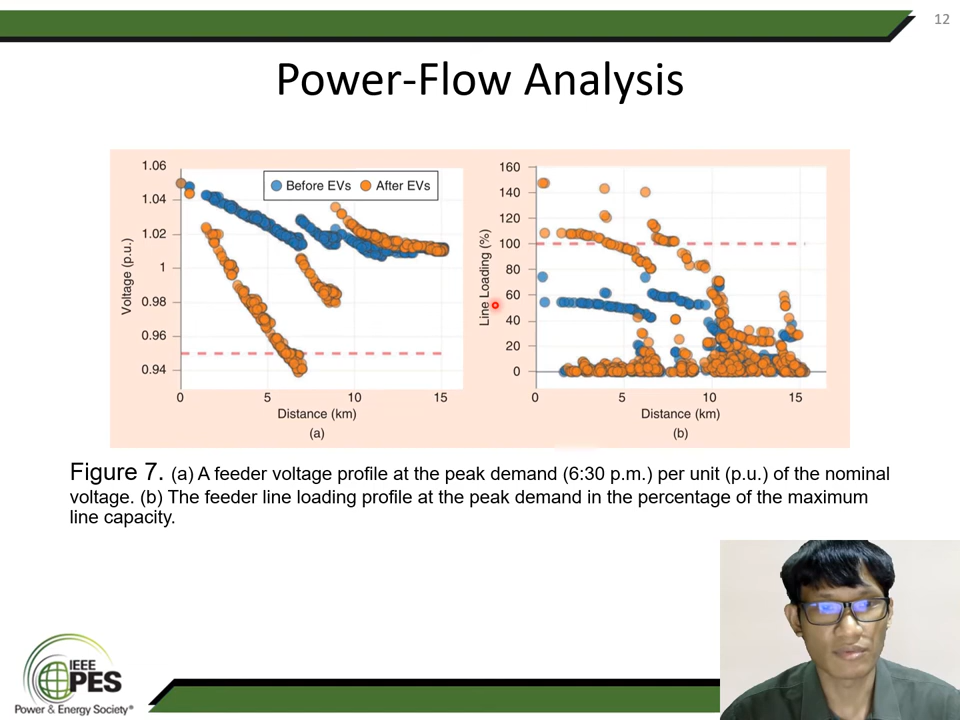 12
Power-Flow Analysis
1.06
1.04
1.02
1
0.98
0.96
0.94
Voltage (p.u.)
Before EVs After EVs
0 5 10 15
Distance (km)
(a)
160
140
120
100
80
60
40
20
0
Line Loading (%)
0 5 10 15
Distance (km)
(b)
Figure 7. (a) A feeder voltage profile at the peak demand (6:30 p.m.) per unit (p.u.) of the nominal
voltage. (b) The feeder line loading profile at the peak demand in the percentage of the maximum
line capacity.
IEEE
PES
Power & Energy Society®